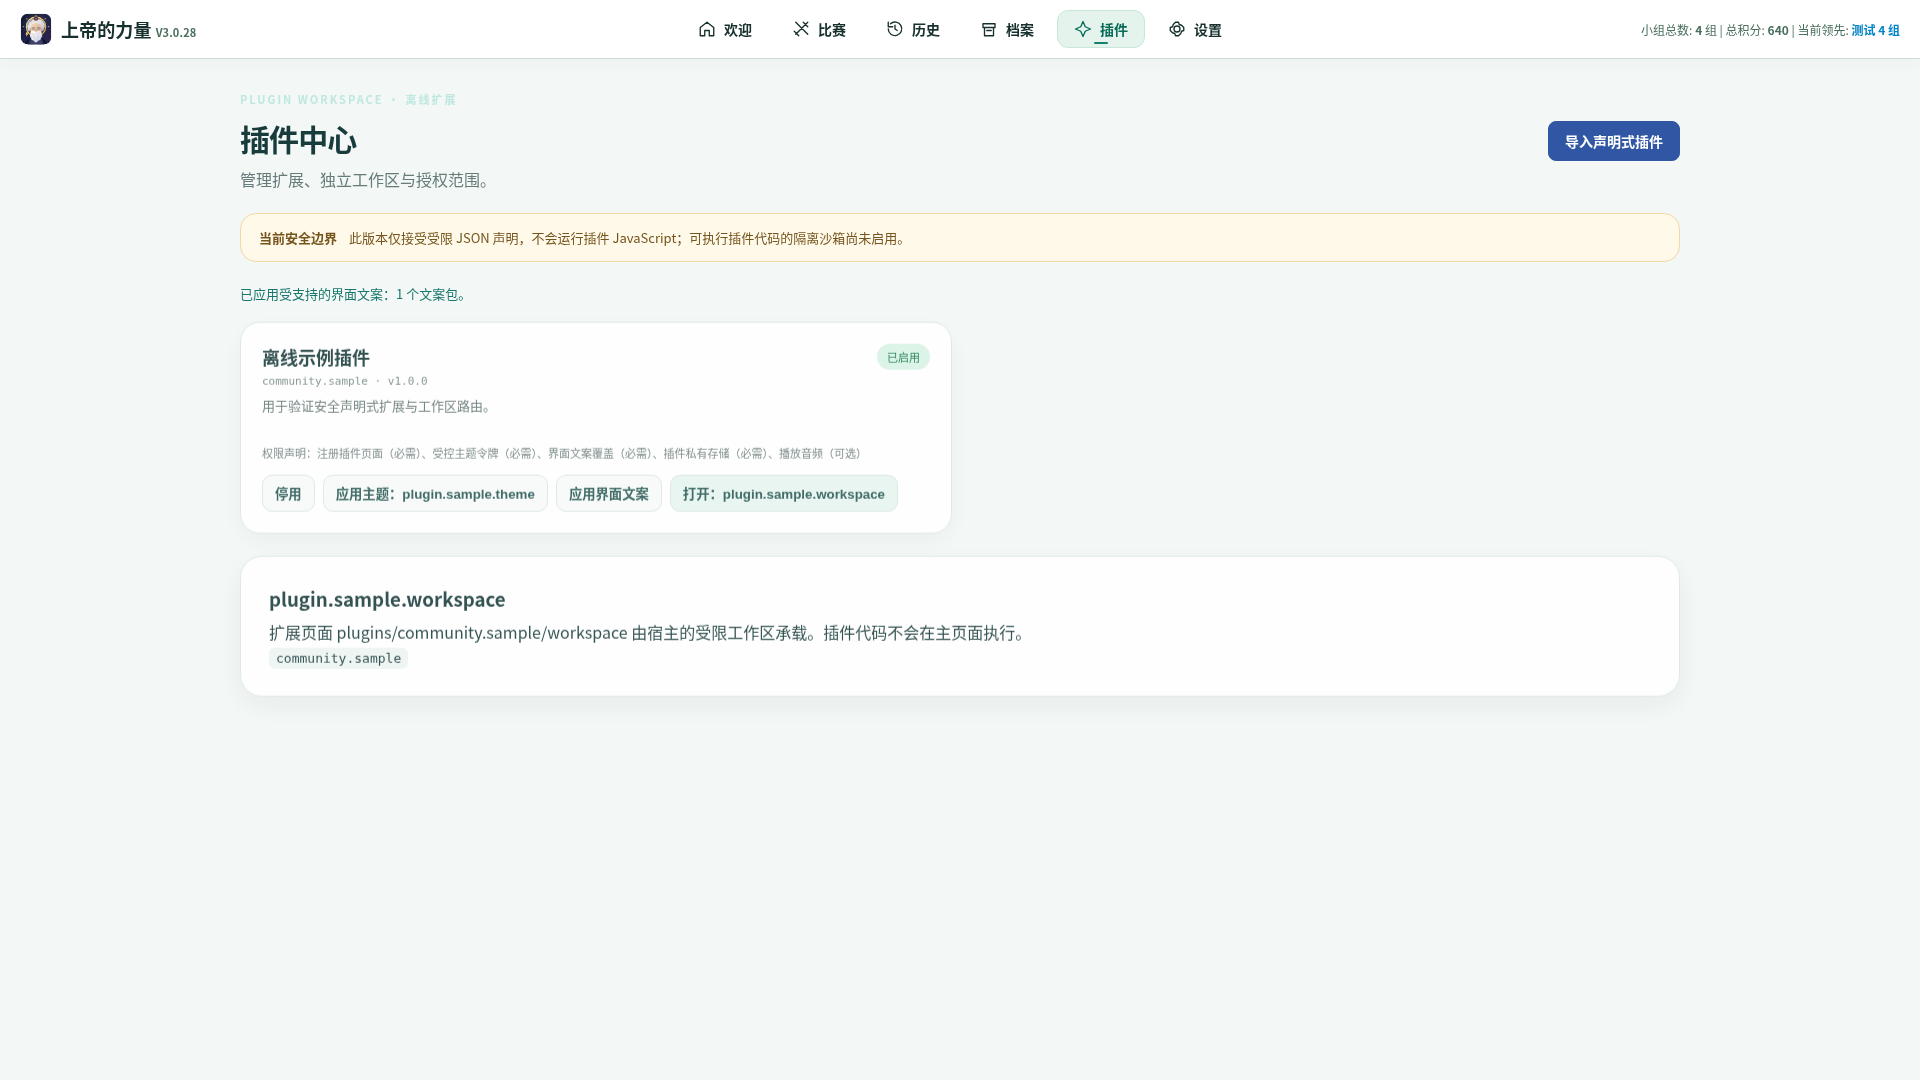 上帝的力量 V3.0.28
欢迎
比赛
历史
档案
插件
设置
小组总数: 4 组 | 总积分: 640 | 当前领先: 测试 4 组
PLUGIN WORKSPACE · 离线扩展
插件中心
导入声明式插件
管理扩展、独立工作区与授权范围。
当前安全边界 此版本仅接受受限 JSON 声明，不会运行插件 JavaScript；可执行插件代码的隔离沙箱尚未启用。
已应用受支持的界面文案：1 个文案包。
离线示例插件
已启用
community.sample · v1.0.0
用于验证安全声明式扩展与工作区路由。
权限声明：注册插件页面（必需）、受控主题令牌（必需）、界面文案覆盖（必需）、插件私有存储（必需）、播放音频（可选）
停用
应用主题：plugin.sample.theme
应用界面文案
打开：plugin.sample.workspace
plugin.sample.workspace
扩展页面 plugins/community.sample/workspace 由宿主的受限工作区承载。插件代码不会在主页面执行。
community.sample